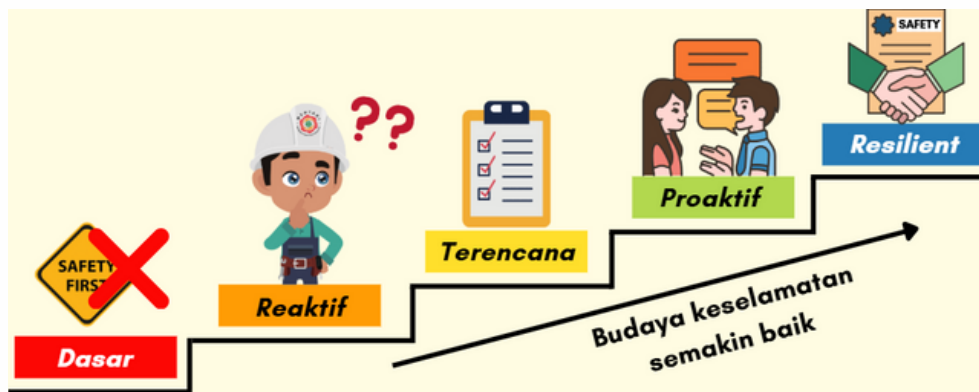 SAFETY
Resilient
??
Proaktif
Terencana
SAFETY
FIRST
Reaktif
Dasar
Budaya keselamatan
semakin baik